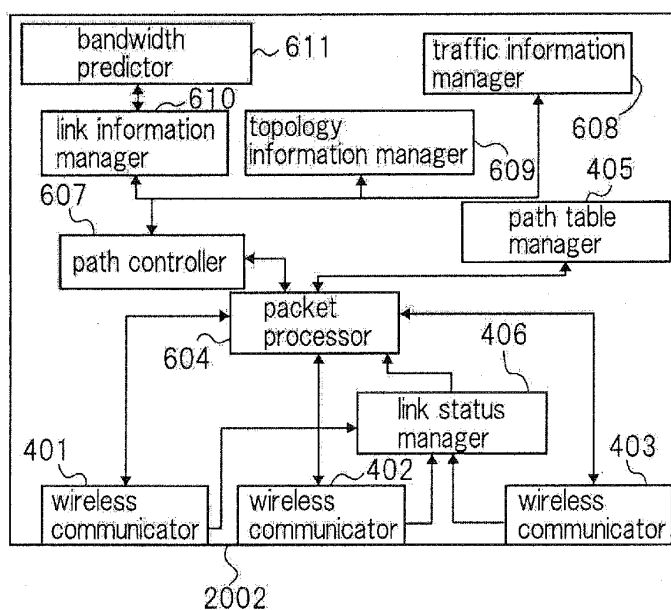 bandwidth
predictor
611
traffic information
manager
610
608
link information
manager
topology
information manager
609
405
607
path table
manager
path controller
packet
processor
604
406
link status
manager
401
402
403
wireless
communicator
wireless
communicator
wireless
communicator
2002